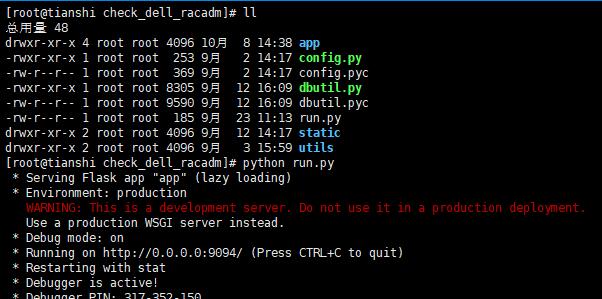 [root@tianshi check_dell_racadm]# ll
总用量 48
drwxr-xr-x 4 root root 4096 10月  8 14:38 app
-rwxr-xr-x 1 root root  253 9月   2 14:17 config.py
-rw-r--r-- 1 root root  369 9月   2 14:17 config.pyc
-rwxr-xr-x 1 root root 8305 9月  12 16:09 dbutil.py
-rw-r--r-- 1 root root 9590 9月  12 16:09 dbutil.pyc
-rw-r--r-- 1 root root  185 9月  23 11:13 run.py
drwxr-xr-x 2 root root 4096 9月  12 14:17 static
drwxr-xr-x 2 root root 4096 9月   3 15:59 utils
[root@tianshi check_dell_racadm]# python run.py
 * Serving Flask app "app" (lazy loading)
 * Environment: production
   WARNING: This is a development server. Do not use it in a production deployment.
   Use a production WSGI server instead.
 * Debug mode: on
 * Running on http://0.0.0.0:9094/ (Press CTRL+C to quit)
 * Restarting with stat
 * Debugger is active!
 * Debugger PIN: 317-352-150